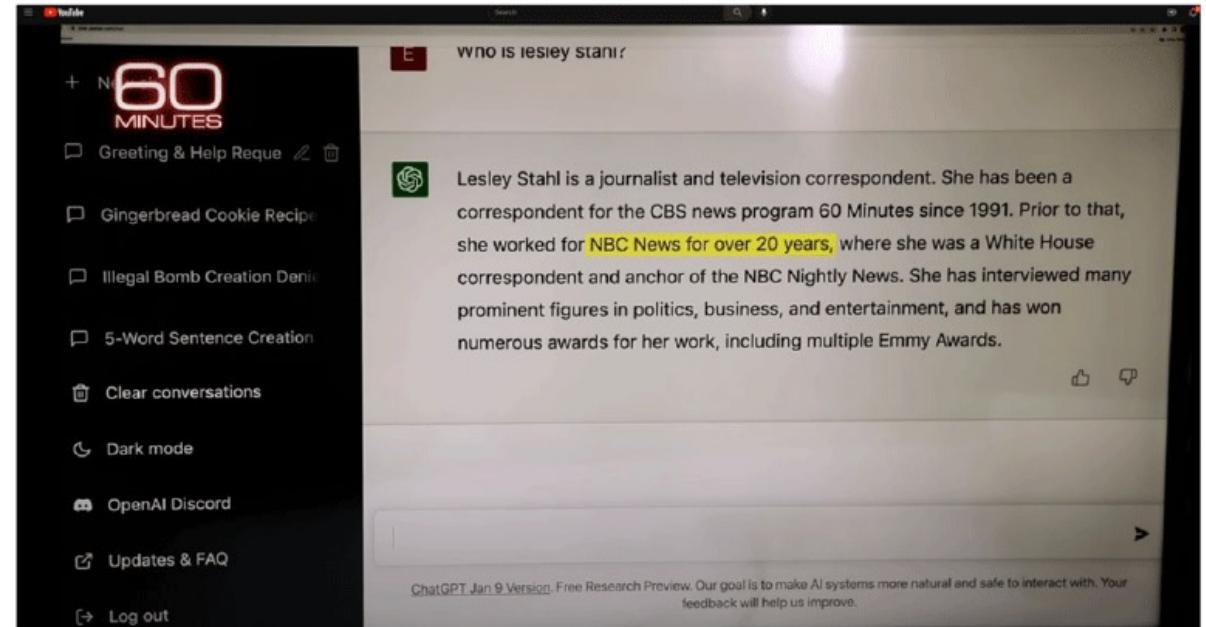 YouTube
Search
60
MINUTES
Greeting & Help Reque
Gingerbread Cookie Recipe
Illegal Bomb Creation Denie
5-Word Sentence Creation
Clear conversations
Dark mode
OpenAI Discord
Updates & FAQ
Log out
E
Who is lesley stahl?
Lesley Stahl is a journalist and television correspondent. She has been a
correspondent for the CBS news program 60 Minutes since 1991. Prior to that,
she worked for NBC News for over 20 years, where she was a White House
correspondent and anchor of the NBC Nightly News. She has interviewed many
prominent figures in politics, business, and entertainment, and has won
numerous awards for her work, including multiple Emmy Awards.
ChatGPT Jan 9 Version. Free Research Preview. Our goal is to make AI systems more natural and safe to interact with. Your
feedback will help us improve.